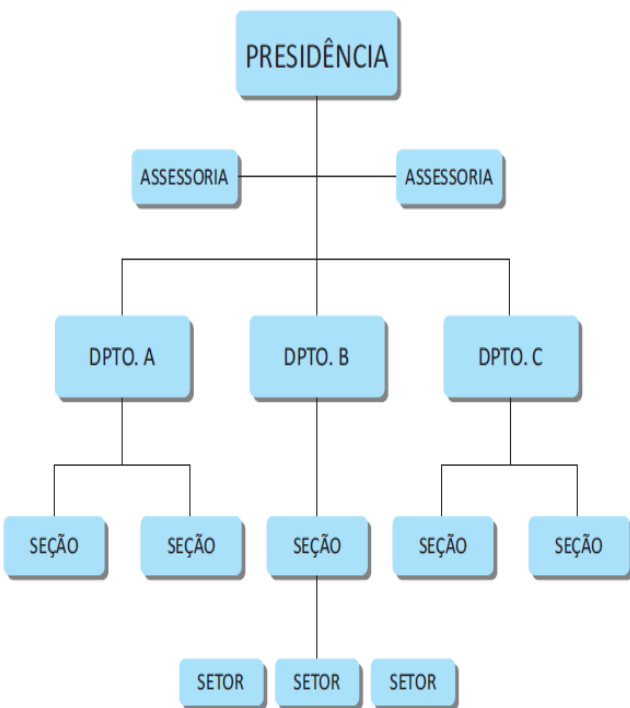 PRESIDÊNCIA
ASSESSORIA
ASSESSORIA
DPTO. A
DPTO. B
DPTO. C
SEÇÃO
SEÇÃO
SEÇÃO
SEÇÃO
SEÇÃO
SETOR
SETOR
SETOR